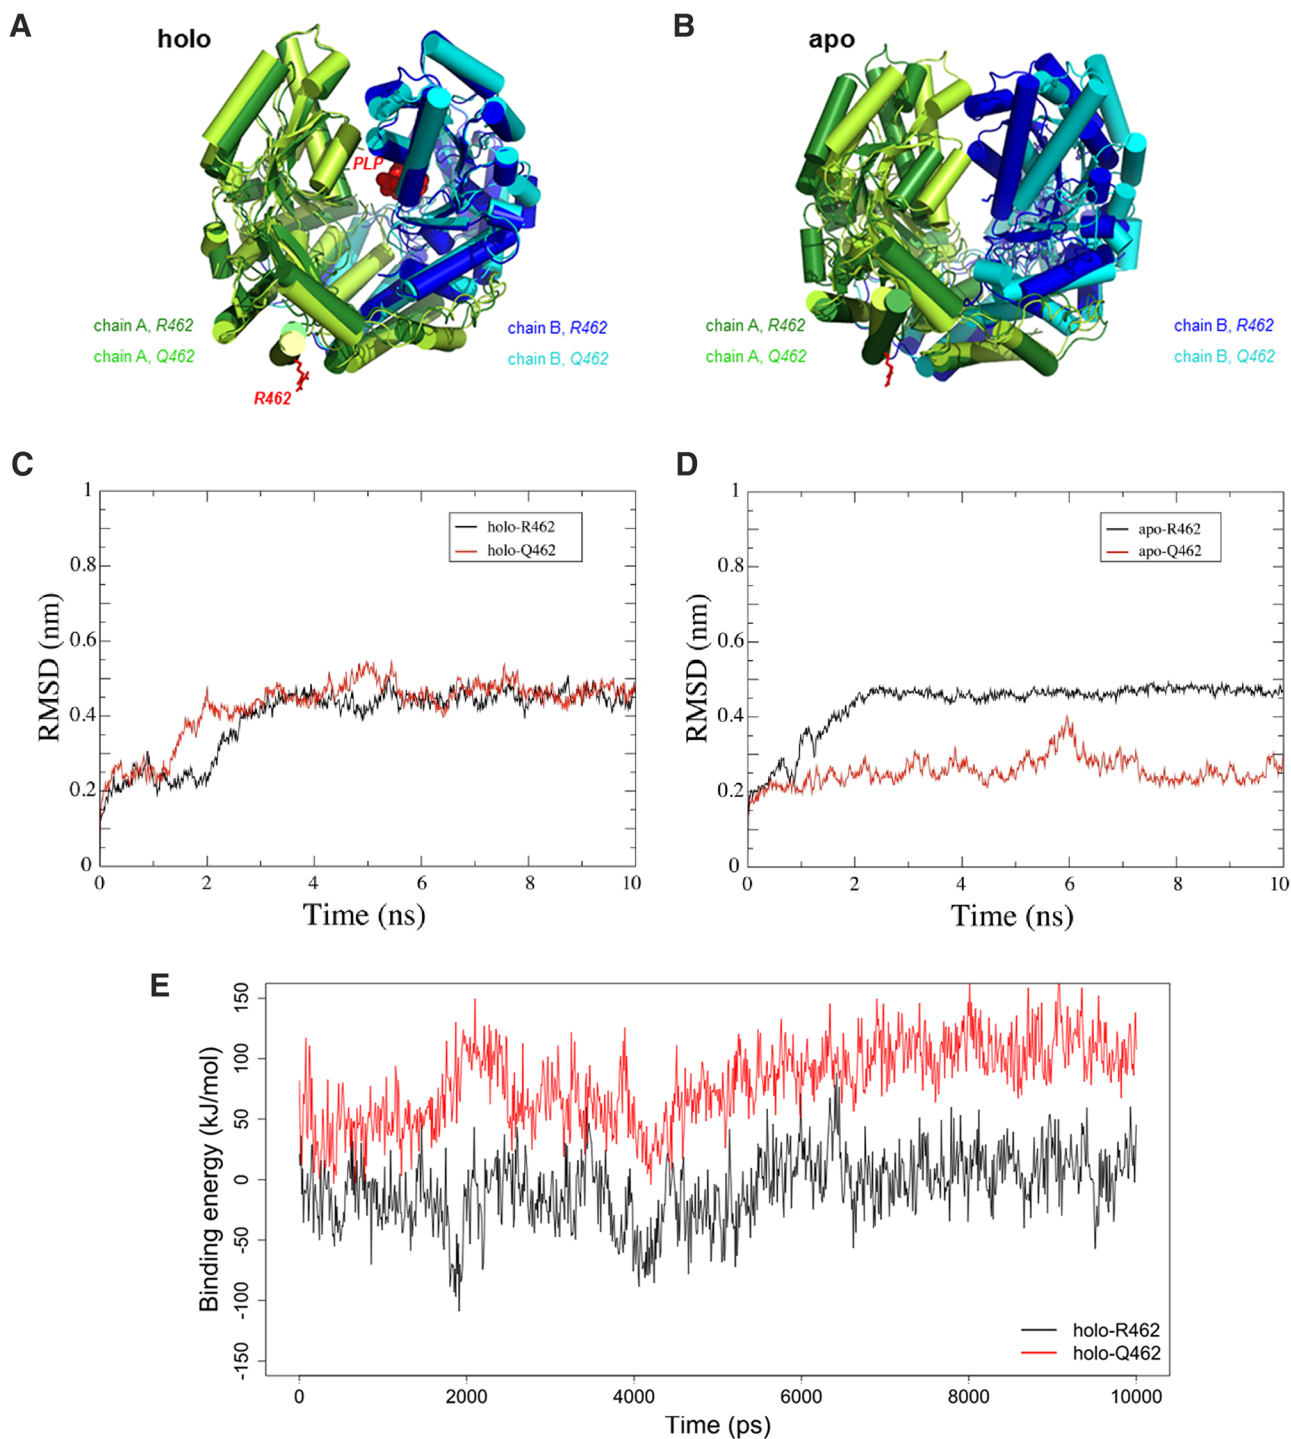 A
holo
PLP
chain A, R462
chain A, Q462
chain B, R462
chain B, Q462
R462
B
apo
chain A, R462
chain A, Q462
chain B, R462
chain B, Q462
C
1
0.8
0.6
0.4
0.2
0
RMSD (nm)
holo-R462
holo-Q462
0 2 4 6 8 10
Time (ns)
D
1
0.8
0.6
0.4
0.2
0
RMSD (nm)
apo-R462
apo-Q462
0 2 4 6 8 10
Time (ns)
E
150
100
50
0
-50
-100
-150
Binding energy (kJ/mol)
holo-R462
holo-Q462
0 2000 4000 6000 8000 10000
Time (ps)